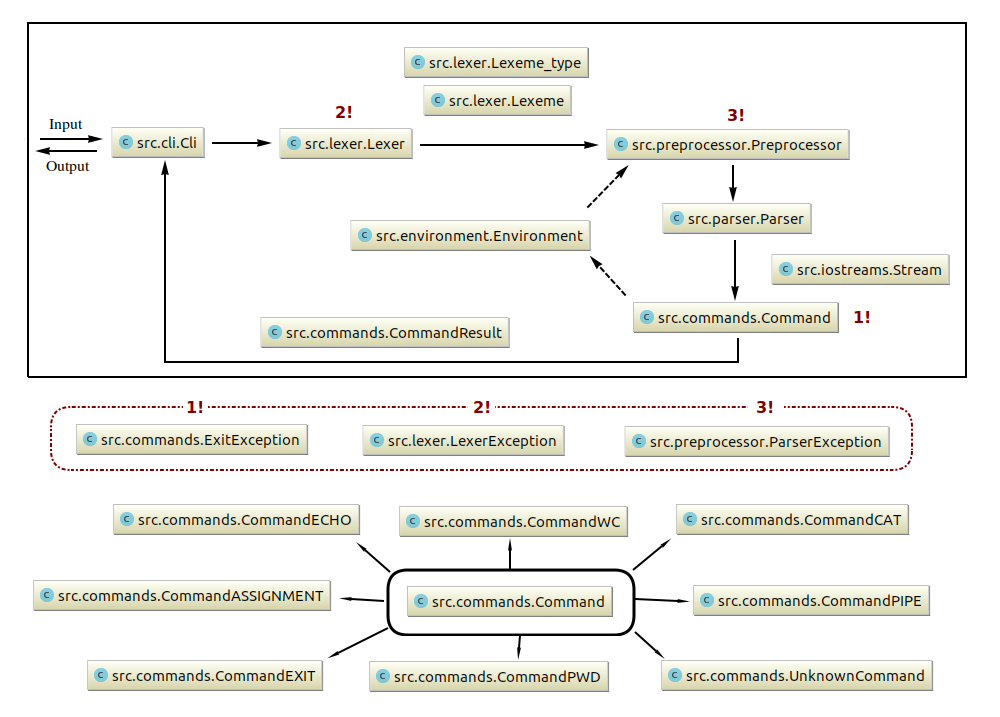 src.lexer.Lexeme_type
src.lexer.Lexeme
2!
3!
Input
Output
src.cli.Cli
src.lexer.Lexer
src.preprocessor.Preprocessor
src.parser.Parser
src.environment.Environment
src.iostreams.Stream
src.commands.Command
1!
src.commands.CommandResult
1!
2!
3!
src.commands.ExitException
src.lexer.LexerException
src.preprocessor.ParserException
src.commands.CommandECHO
src.commands.CommandWC
src.commands.CommandCAT
src.commands.CommandASSIGNMENT
src.commands.Command
src.commands.CommandPIPE
src.commands.CommandEXIT
src.commands.CommandPWD
src.commands.UnknownCommand